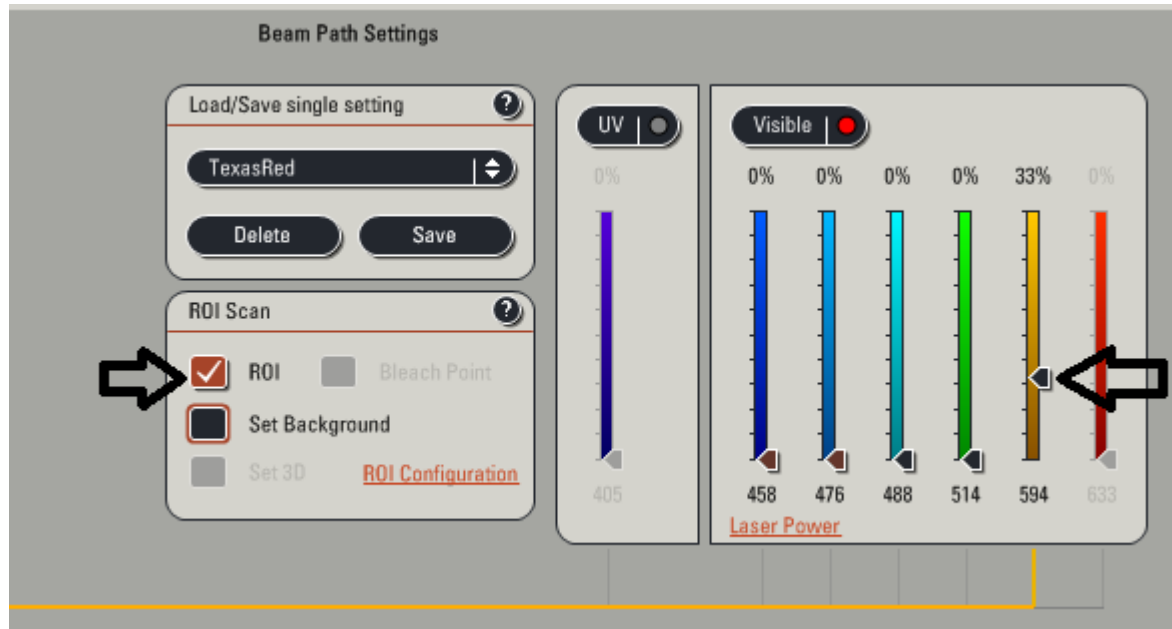 Beam Path Settings
Load/Save single setting ?
TexasRed
Delete Save
ROI Scan ?
ROI Bleach Point
Set Background
Set 3D ROI Configuration
UV
0%
405
Visible
0% 0% 0% 0% 33% 0%
458 476 488 514 594 633
Laser Power